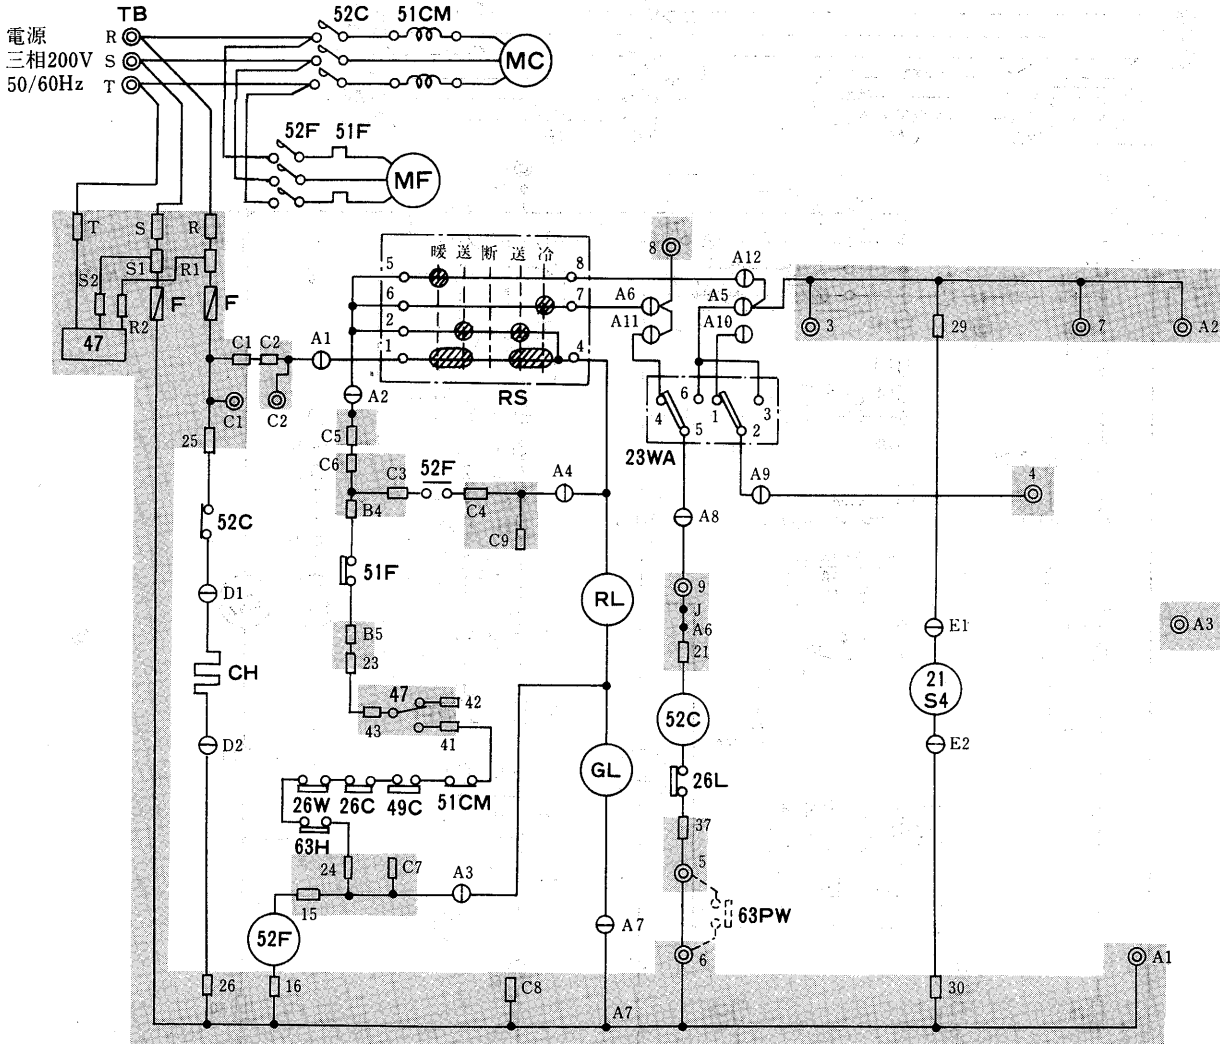 TB
52C
51CM
電源
三相200V
50/60Hz
R
S
T
MC
52F
51F
MF
T
S
R
S2
S1
R1
R2
F
F
47
C1
C2
A1
C1
C2
暖
送
断
送
冷
5
6
2
1
8
7
4
RS
8
A6
A11
A12
A5
A10
4
5
6
1
2
3
23WA
3
29
7
A2
A2
C5
C6
C3
52F
C4
C9
A4
B4
51F
B5
23
25
52C
D1
CH
D2
26
47
42
43
41
26W
26C
49C
51CM
63H
24
C7
A3
15
52F
16
C8
RL
GL
A7
A7
A8
A9
4
9
J
A6
21
52C
26L
37
5
63PW
6
E1
21
S4
E2
30
A3
A1